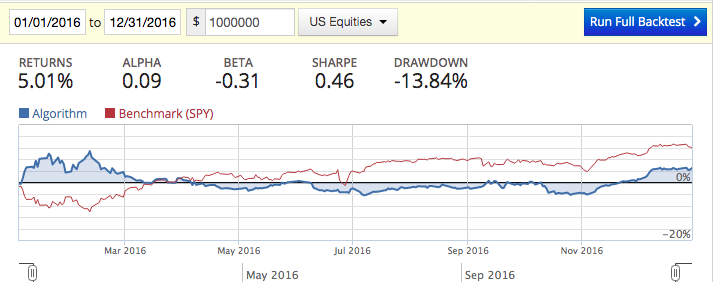 01/01/2016 to 12/31/2016 $ 1000000 US Equities Run Full Backtest
RETURNS ALPHA BETA SHARPE DRAWDOWN
5.01% 0.09 -0.31 0.46 -13.84%
Algorithm Benchmark (SPY)
0%
−20%
Mar 2016 May 2016 Jul 2016 Sep 2016 Nov 2016
May 2016 Sep 2016